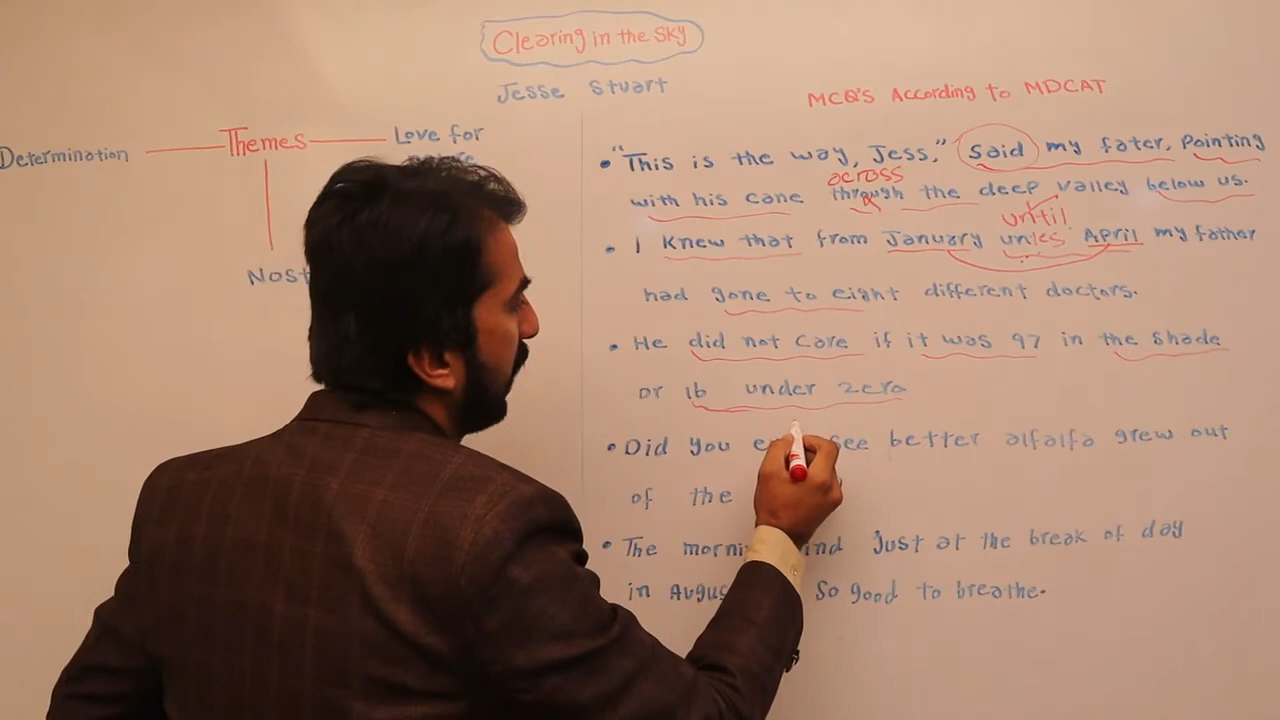 Clearing in the Sky
Jesse Stuart
Determination
Themes
Love for
MCQ'S According to MDCAT
• "This is the way, Jess," Said my fater, Pointing
across
with his cane through the deep valley below us.
until
• I Knew that from January unles April my father
had gone to eight different doctors.
• He did not care if it was 97 in the Shade
or 16 under zero
• Did you see better alfalfa grew out
of the
• The Just at the break of day
in So good to breathe.